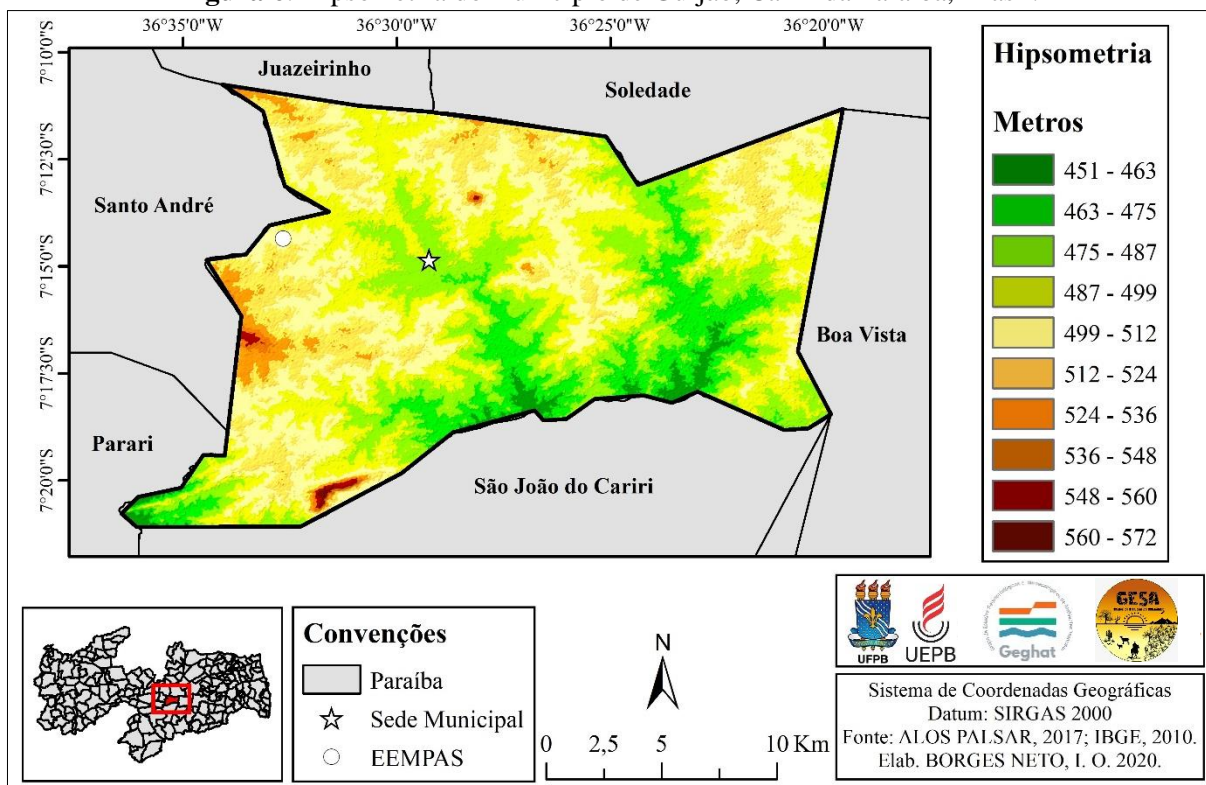 36°35'0"W
36°30'0"W
36°25'0"W
36°20'0"W
7°10'0"S
7°12'30"S
7°15'0"S
7°17'30"S
7°20'0"S
Juazeirinho
Soledade
Santo André
Boa Vista
Parari
São João do Cariri
Hipsometria
Metros
451 - 463
463 - 475
475 - 487
487 - 499
499 - 512
512 - 524
524 - 536
536 - 548
548 - 560
560 - 572
Convenções
Paraíba
Sede Municipal
EEMPAS
N
0 2,5 5 10 Km
UFPB
UEPB
Geghat
GESA
Sistema de Coordenadas Geográficas
Datum: SIRGAS 2000
Fonte: ALOS PALSAR, 2017; IBGE, 2010.
Elab. BORGES NETO, I. O. 2020.